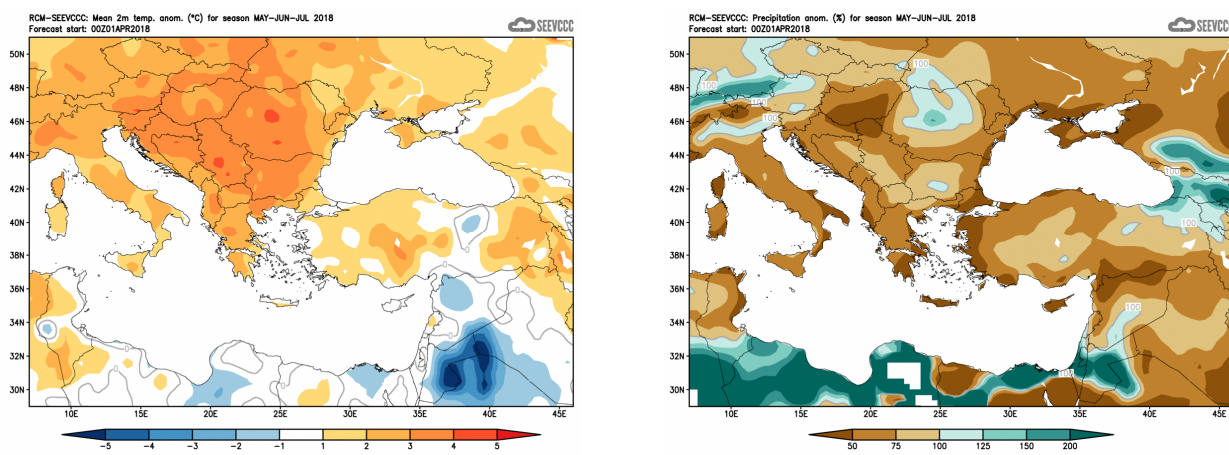 RCM-SEEVCCC: Mean 2m temp. anom. (°C) for season MAY-JUN-JUL 2018
Forecast start: 00Z01APR2018
SEEVCCC
50N
48N
46N
44N
42N
40N
38N
36N
34N
32N
30N
10E 15E 20E 25E 30E 35E 40E 45E
-5 -4 -3 -2 -1 1 2 3 4 5
RCM-SEEVCCC: Precipitation anom. (%) for season MAY-JUN-JUL 2018
Forecast start: 00Z01APR2018
SEEVCCC
50N
48N
46N
44N
42N
40N
38N
36N
34N
32N
30N
100
100
100
100
100
100
100
100
10E 15E 20E 25E 30E 35E 40E 45E
50 75 100 125 150 200